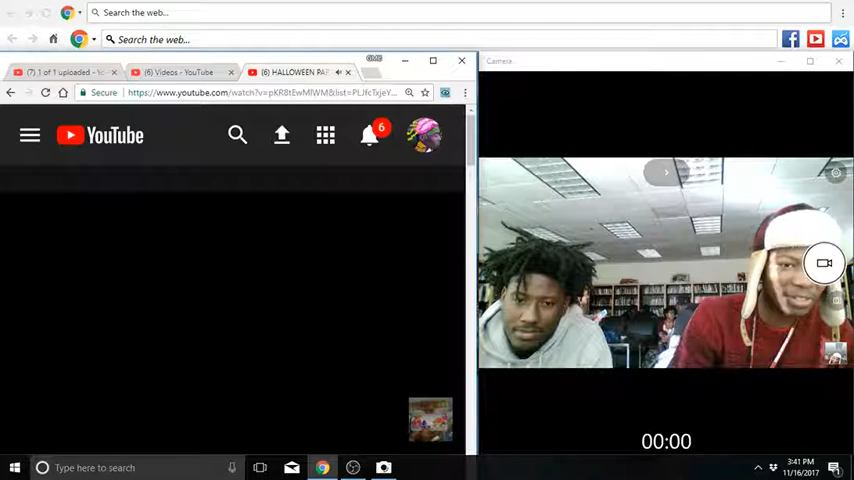 Search the web...
Search the web...
GME
(7) 1 of 1 uploaded - Yo
(6) Videos - YouTube
(6) HALLOWEEN PA
Camera
Secure
https://www.youtube.com/watch?v=pKR8tEwMIWM&list=PLJfcTxjeY...
YouTube
6
00:00
Type here to search
3:41 PM
11/16/2017
1